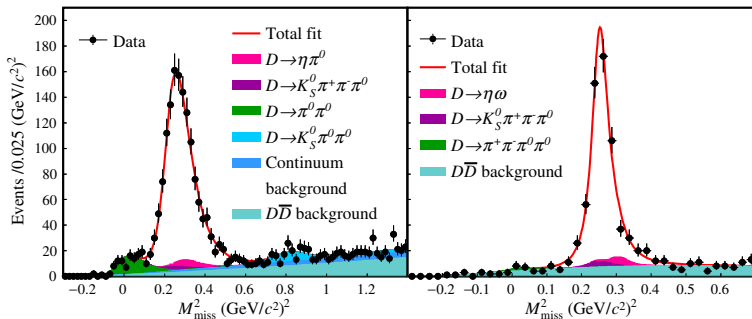 Events /0.025 (GeV/c²)²
200
180
160
140
120
100
80
60
40
20
0
Data
Total fit
D→ηπ⁰
D→K⁰_Sπ⁺π⁻π⁰
D→π⁰π⁰
D→K⁰_Sπ⁰π⁰
Continuum
background
DD̅ background
−0.2 0 0.2 0.4 0.6 0.8 1 1.2
M²_miss (GeV/c²)²
Data
Total fit
D→ηω
D→K⁰_Sπ⁺π⁻π⁰
D→π⁺π⁻π⁰π⁰
DD̅ background
−0.2 −0.1 0 0.1 0.2 0.3 0.4 0.5 0.6
M²_miss (GeV/c²)²